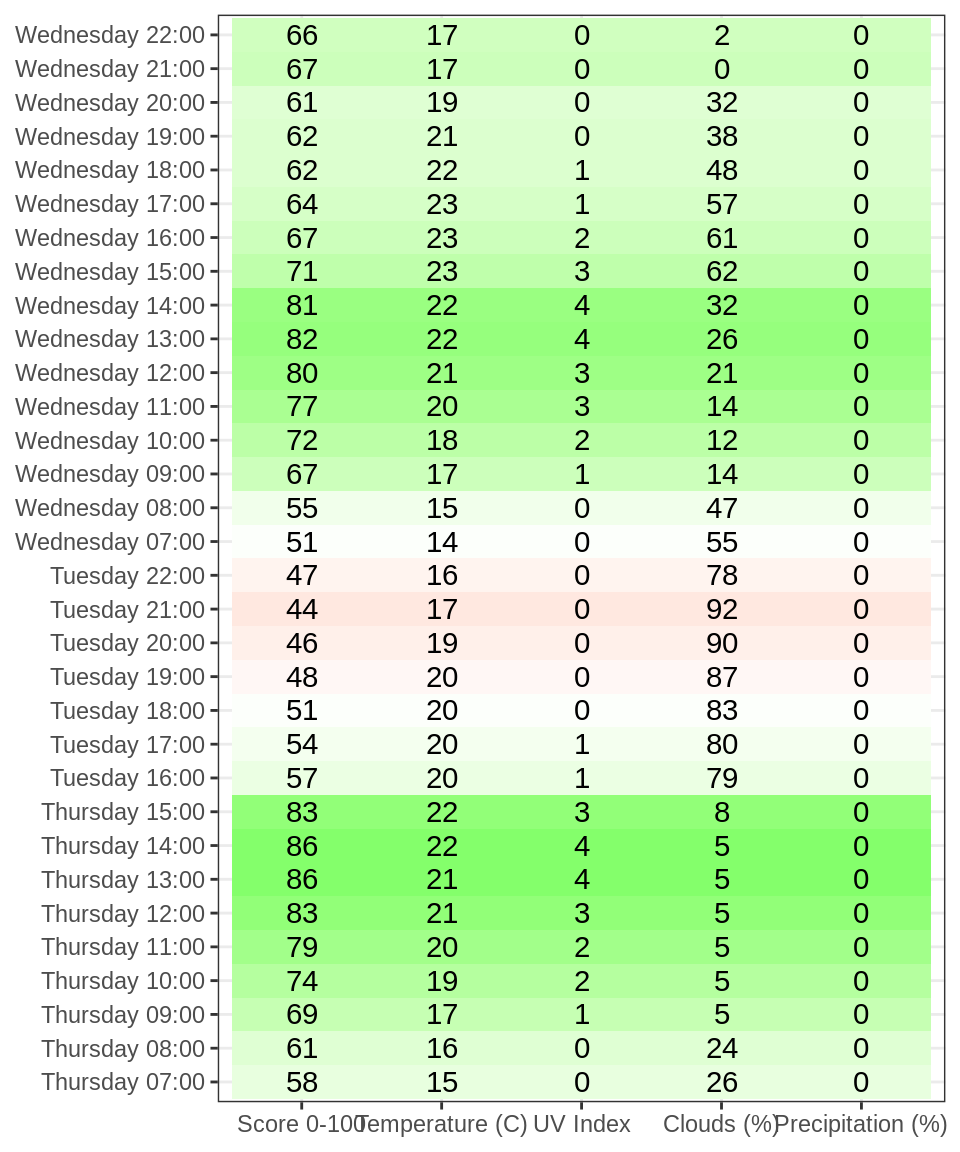 Wednesday 22:00 66 17 0 2 0
Wednesday 21:00 67 17 0 0 0
Wednesday 20:00 61 19 0 32 0
Wednesday 19:00 62 21 0 38 0
Wednesday 18:00 62 22 1 48 0
Wednesday 17:00 64 23 1 57 0
Wednesday 16:00 67 23 2 61 0
Wednesday 15:00 71 23 3 62 0
Wednesday 14:00 81 22 4 32 0
Wednesday 13:00 82 22 4 26 0
Wednesday 12:00 80 21 3 21 0
Wednesday 11:00 77 20 3 14 0
Wednesday 10:00 72 18 2 12 0
Wednesday 09:00 67 17 1 14 0
Wednesday 08:00 55 15 0 47 0
Wednesday 07:00 51 14 0 55 0
Tuesday 22:00 47 16 0 78 0
Tuesday 21:00 44 17 0 92 0
Tuesday 20:00 46 19 0 90 0
Tuesday 19:00 48 20 0 87 0
Tuesday 18:00 51 20 0 83 0
Tuesday 17:00 54 20 1 80 0
Tuesday 16:00 57 20 1 79 0
Thursday 15:00 83 22 3 8 0
Thursday 14:00 86 22 4 5 0
Thursday 13:00 86 21 4 5 0
Thursday 12:00 83 21 3 5 0
Thursday 11:00 79 20 2 5 0
Thursday 10:00 74 19 2 5 0
Thursday 09:00 69 17 1 5 0
Thursday 08:00 61 16 0 24 0
Thursday 07:00 58 15 0 26 0
Score 0-100 Temperature (C) UV Index Clouds (%) Precipitation (%)